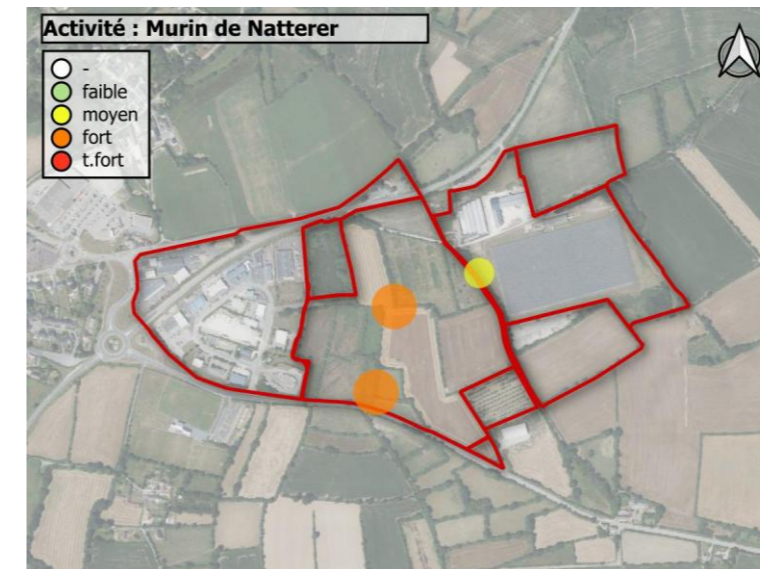 Activité : Murin de Natterer
-
faible
moyen
fort
t.fort